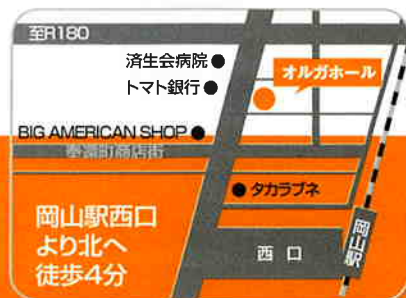 至R180
済生会病院
トマト銀行
オルガホール
BIG AMERICAN SHOP
奉還町商店街
タカラブネ
岡山駅西口
より北へ
徒歩4分
西口
岡山駅